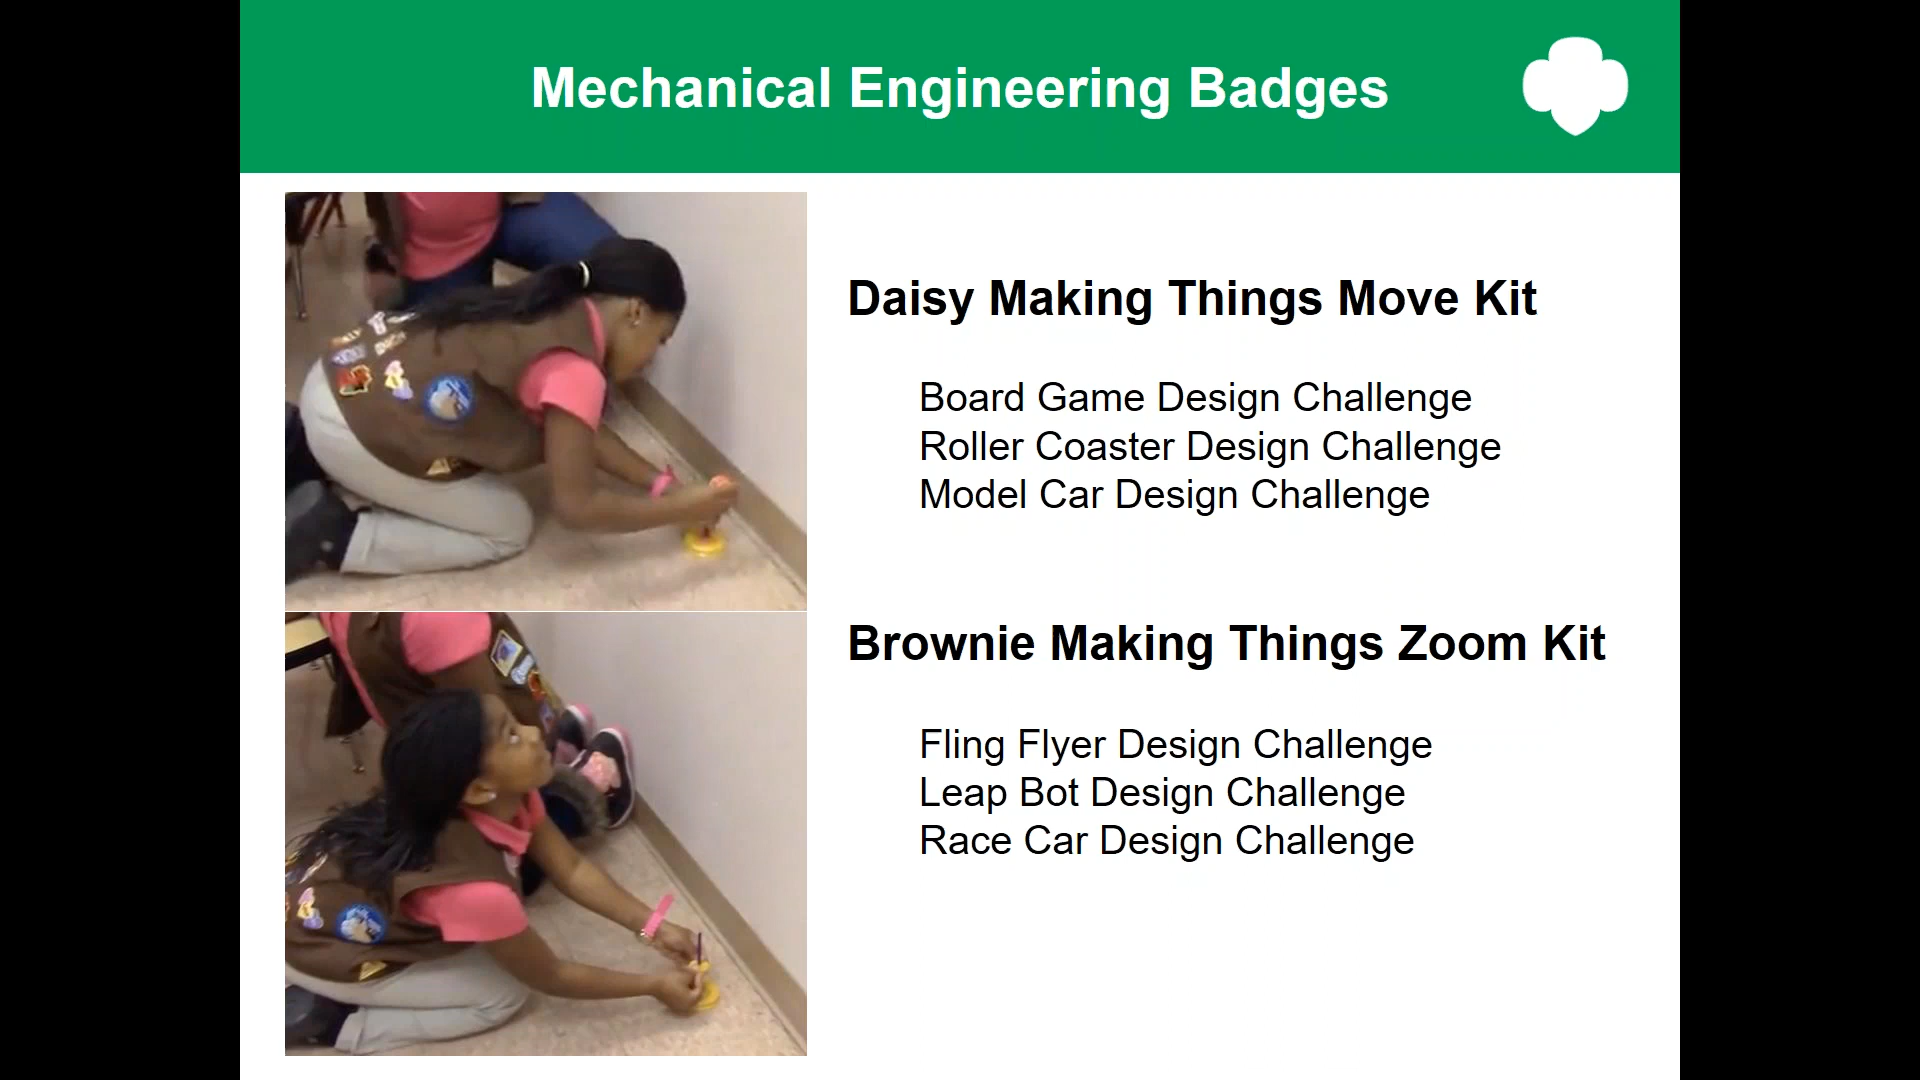 Mechanical Engineering Badges
Daisy Making Things Move Kit
Board Game Design Challenge
Roller Coaster Design Challenge
Model Car Design Challenge
Brownie Making Things Zoom Kit
Fling Flyer Design Challenge
Leap Bot Design Challenge
Race Car Design Challenge